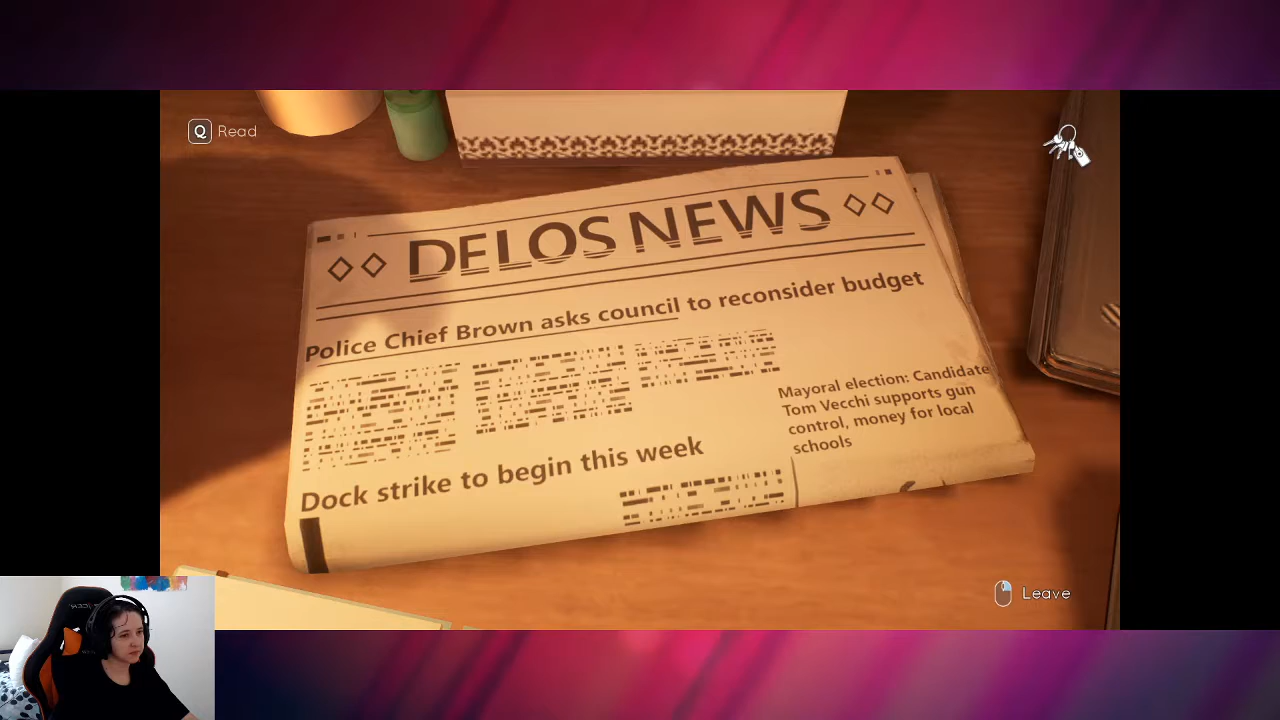 Q Read
DELOS NEWS
Police Chief Brown asks council to reconsider budget
Mayoral election: Candidate
Tom Vecchi supports gun
control, money for local
schools
Dock strike to begin this week
Leave